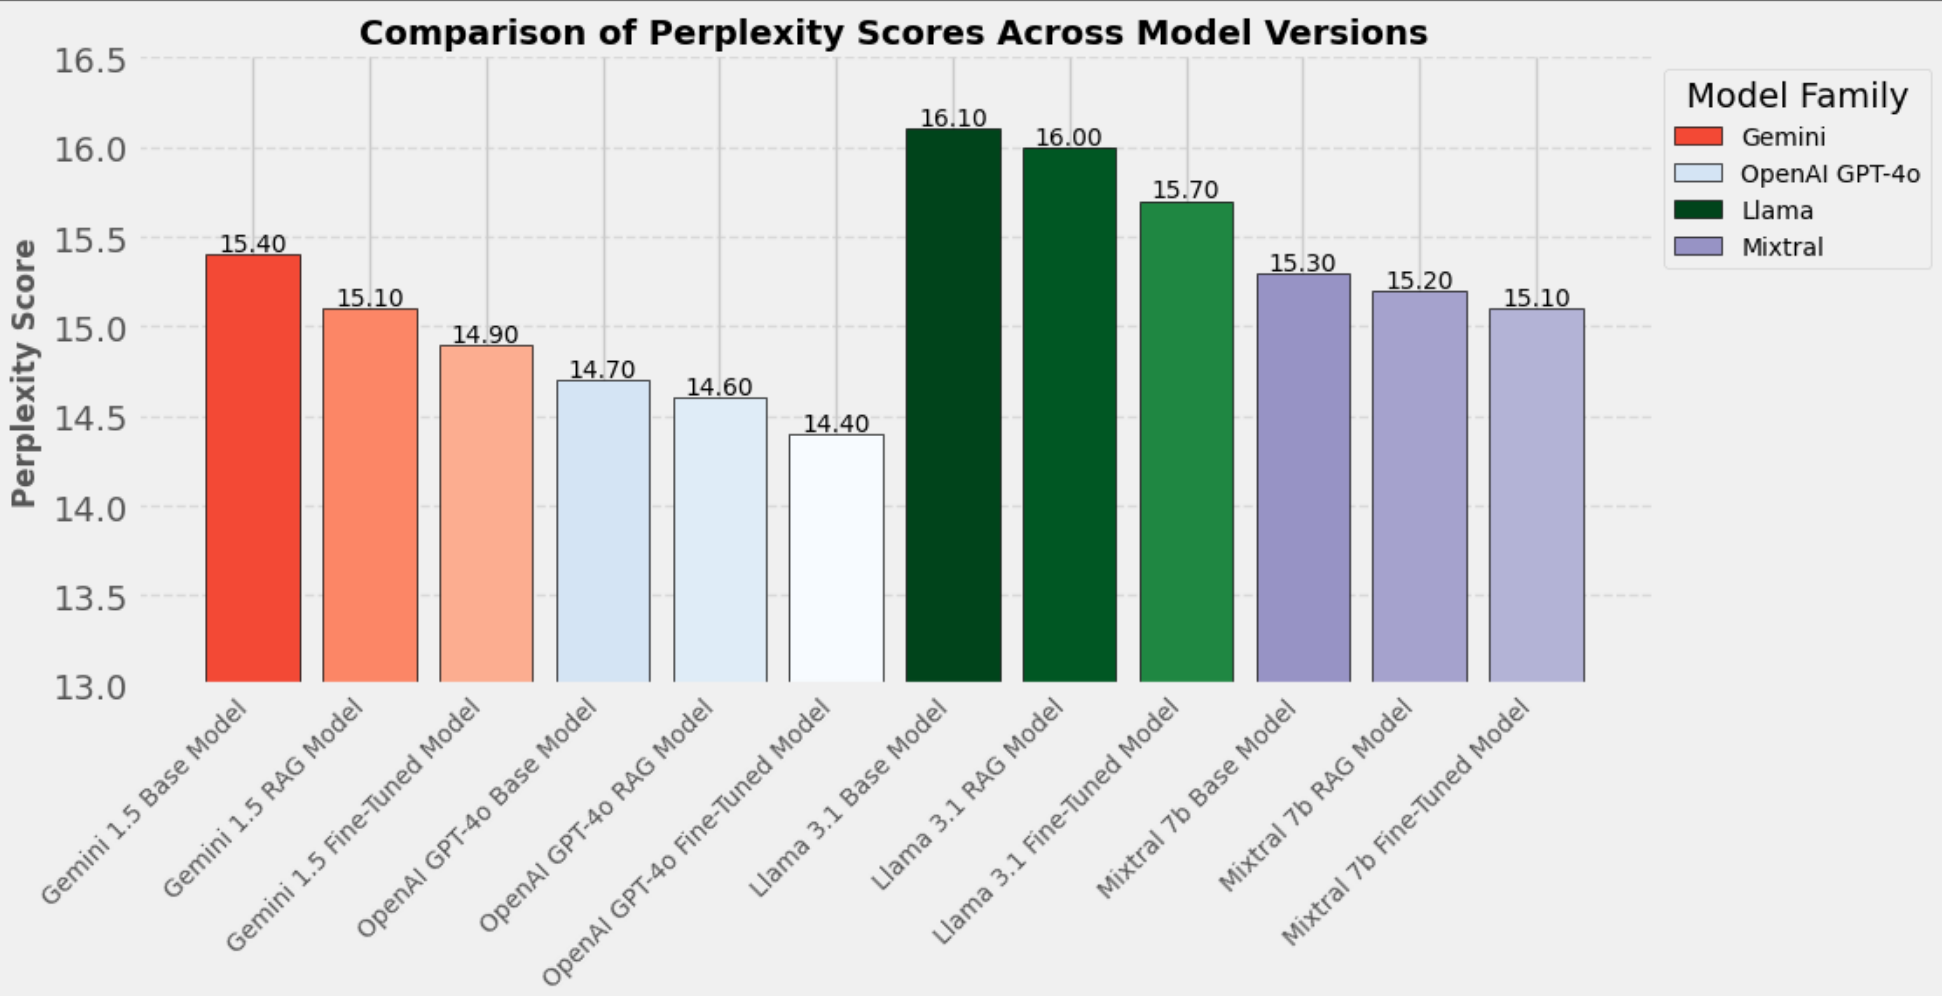 Comparison of Perplexity Scores Across Model Versions
Perplexity Score
16.5
16.0
15.5
15.0
14.5
14.0
13.5
13.0
15.40
15.10
14.90
14.70
14.60
14.40
16.10
16.00
15.70
15.30
15.20
15.10
Gemini 1.5 Base Model
Gemini 1.5 RAG Model
Gemini 1.5 Fine-Tuned Model
OpenAI GPT-4o Base Model
OpenAI GPT-4o RAG Model
OpenAI GPT-4o Fine-Tuned Model
Llama 3.1 Base Model
Llama 3.1 RAG Model
Llama 3.1 Fine-Tuned Model
Mixtral 7b Base Model
Mixtral 7b RAG Model
Mixtral 7b Fine-Tuned Model
Model Family
Gemini
OpenAI GPT-4o
Llama
Mixtral